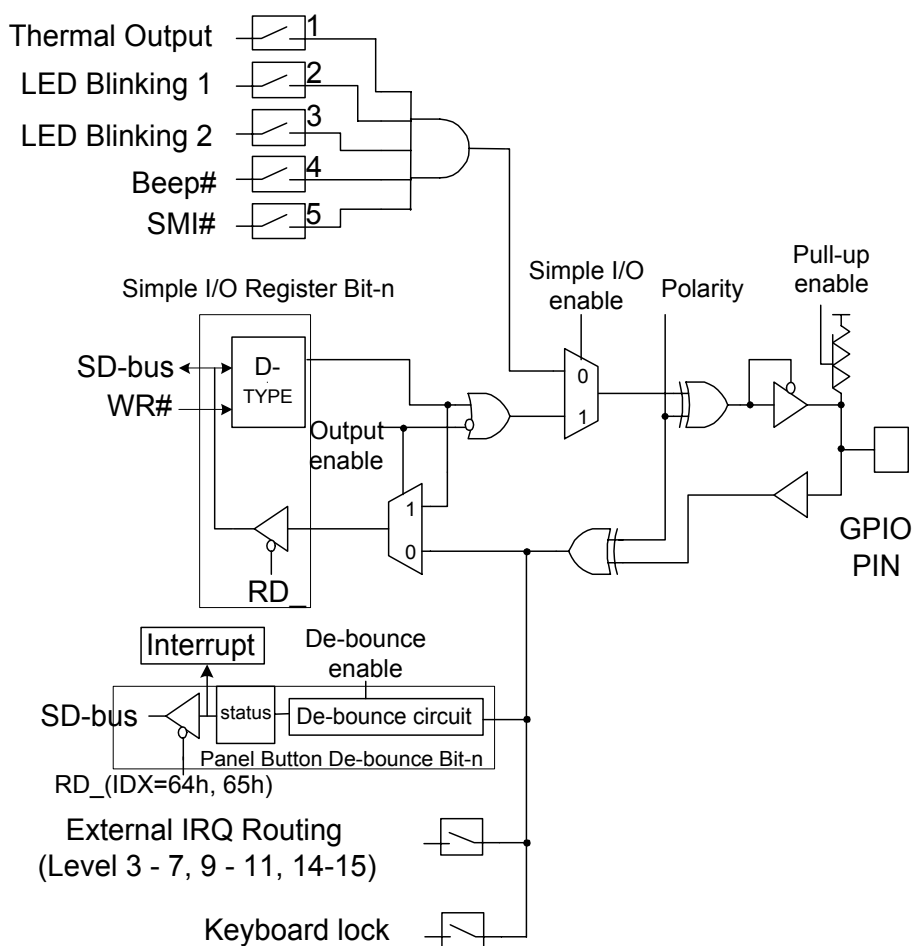 Thermal Output
1
LED Blinking 1
2
LED Blinking 2
3
Beep#
4
SMI#
5
Simple I/O
enable
Polarity
Pull-up
enable
Simple I/O Register Bit-n
SD-bus
WR#
D-
TYPE
0
1
Output
enable
1
0
RD_
GPIO
PIN
Interrupt
De-bounce
enable
SD-bus
status
De-bounce circuit
Panel Button De-bounce Bit-n
RD_(IDX=64h, 65h)
External IRQ Routing
(Level 3 - 7, 9 - 11, 14-15)
Keyboard lock